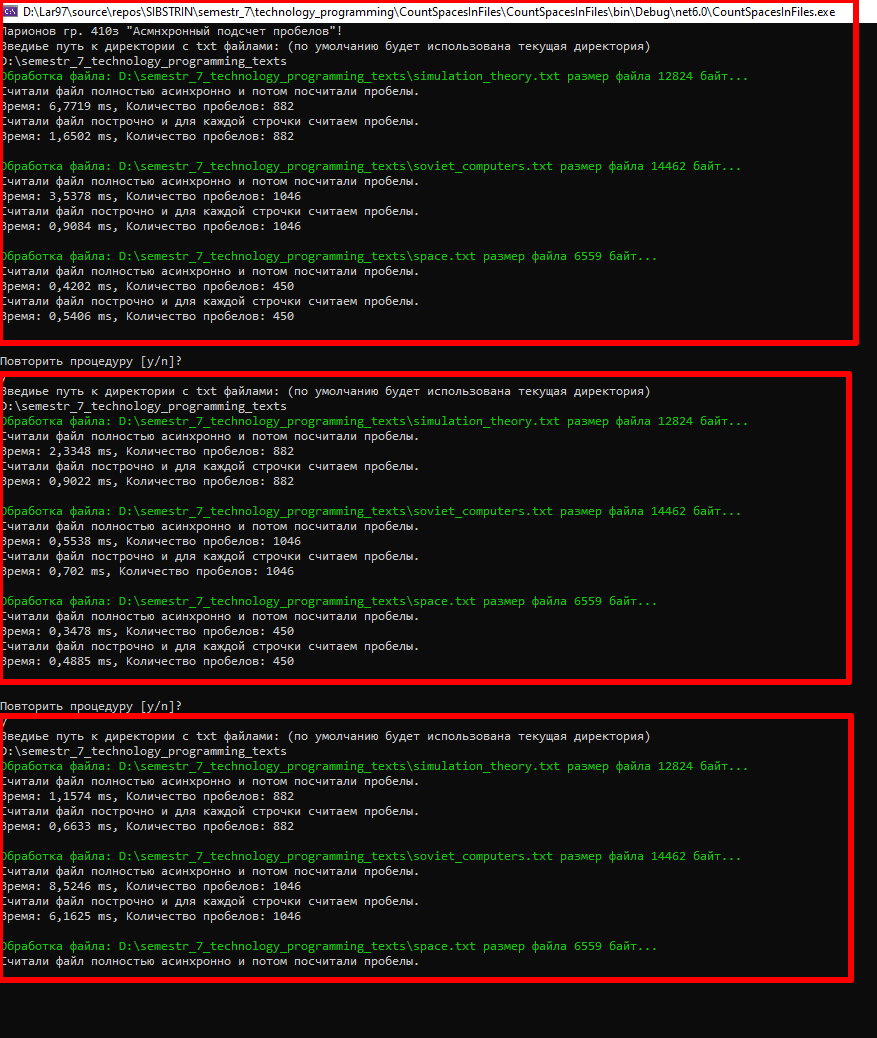 D:\Lar97\source\repos\SIBSTRIN\semestr_7\technology_programming\CountSpacesInFiles\CountSpacesInFiles\bin\Debug\net6.0\CountSpacesInFiles.exe
Ларионов гр. 410з "Асмнхронный подсчет пробелов"!
Введиье путь к директории с txt файлами: (по умолчанию будет использована текущая директория)
D:\semestr_7_technology_programming_texts
Обработка файла: D:\semestr_7_technology_programming_texts\simulation_theory.txt размер файла 12824 байт...
Считали файл полностью асинхронно и потом посчитали пробелы.
Время: 6,7719 ms, Количество пробелов: 882
Считали файл построчно и для каждой строчки считаем пробелы.
Время: 1,6502 ms, Количество пробелов: 882
Обработка файла: D:\semestr_7_technology_programming_texts\soviet_computers.txt размер файла 14462 байт...
Считали файл полностью асинхронно и потом посчитали пробелы.
Время: 3,5378 ms, Количество пробелов: 1046
Считали файл построчно и для каждой строчки считаем пробелы.
Время: 0,9084 ms, Количество пробелов: 1046
Обработка файла: D:\semestr_7_technology_programming_texts\space.txt размер файла 6559 байт...
Считали файл полностью асинхронно и потом посчитали пробелы.
Время: 0,4202 ms, Количество пробелов: 450
Считали файл построчно и для каждой строчки считаем пробелы.
Время: 0,5406 ms, Количество пробелов: 450
Повторить процедуру [y/n]?
y
Введиье путь к директории с txt файлами: (по умолчанию будет использована текущая директория)
D:\semestr_7_technology_programming_texts
Обработка файла: D:\semestr_7_technology_programming_texts\simulation_theory.txt размер файла 12824 байт...
Считали файл полностью асинхронно и потом посчитали пробелы.
Время: 2,3348 ms, Количество пробелов: 882
Считали файл построчно и для каждой строчки считаем пробелы.
Время: 0,9022 ms, Количество пробелов: 882
Обработка файла: D:\semestr_7_technology_programming_texts\soviet_computers.txt размер файла 14462 байт...
Считали файл полностью асинхронно и потом посчитали пробелы.
Время: 0,5538 ms, Количество пробелов: 1046
Считали файл построчно и для каждой строчки считаем пробелы.
Время: 0,702 ms, Количество пробелов: 1046
Обработка файла: D:\semestr_7_technology_programming_texts\space.txt размер файла 6559 байт...
Считали файл полностью асинхронно и потом посчитали пробелы.
Время: 0,3478 ms, Количество пробелов: 450
Считали файл построчно и для каждой строчки считаем пробелы.
Время: 0,4885 ms, Количество пробелов: 450
Повторить процедуру [y/n]?
y
Введиье путь к директории с txt файлами: (по умолчанию будет использована текущая директория)
D:\semestr_7_technology_programming_texts
Обработка файла: D:\semestr_7_technology_programming_texts\simulation_theory.txt размер файла 12824 байт...
Считали файл полностью асинхронно и потом посчитали пробелы.
Время: 1,1574 ms, Количество пробелов: 882
Считали файл построчно и для каждой строчки считаем пробелы.
Время: 0,6633 ms, Количество пробелов: 882
Обработка файла: D:\semestr_7_technology_programming_texts\soviet_computers.txt размер файла 14462 байт...
Считали файл полностью асинхронно и потом посчитали пробелы.
Время: 8,5246 ms, Количество пробелов: 1046
Считали файл построчно и для каждой строчки считаем пробелы.
Время: 6,1625 ms, Количество пробелов: 1046
Обработка файла: D:\semestr_7_technology_programming_texts\space.txt размер файла 6559 байт...
Считали файл полностью асинхронно и потом посчитали пробелы.